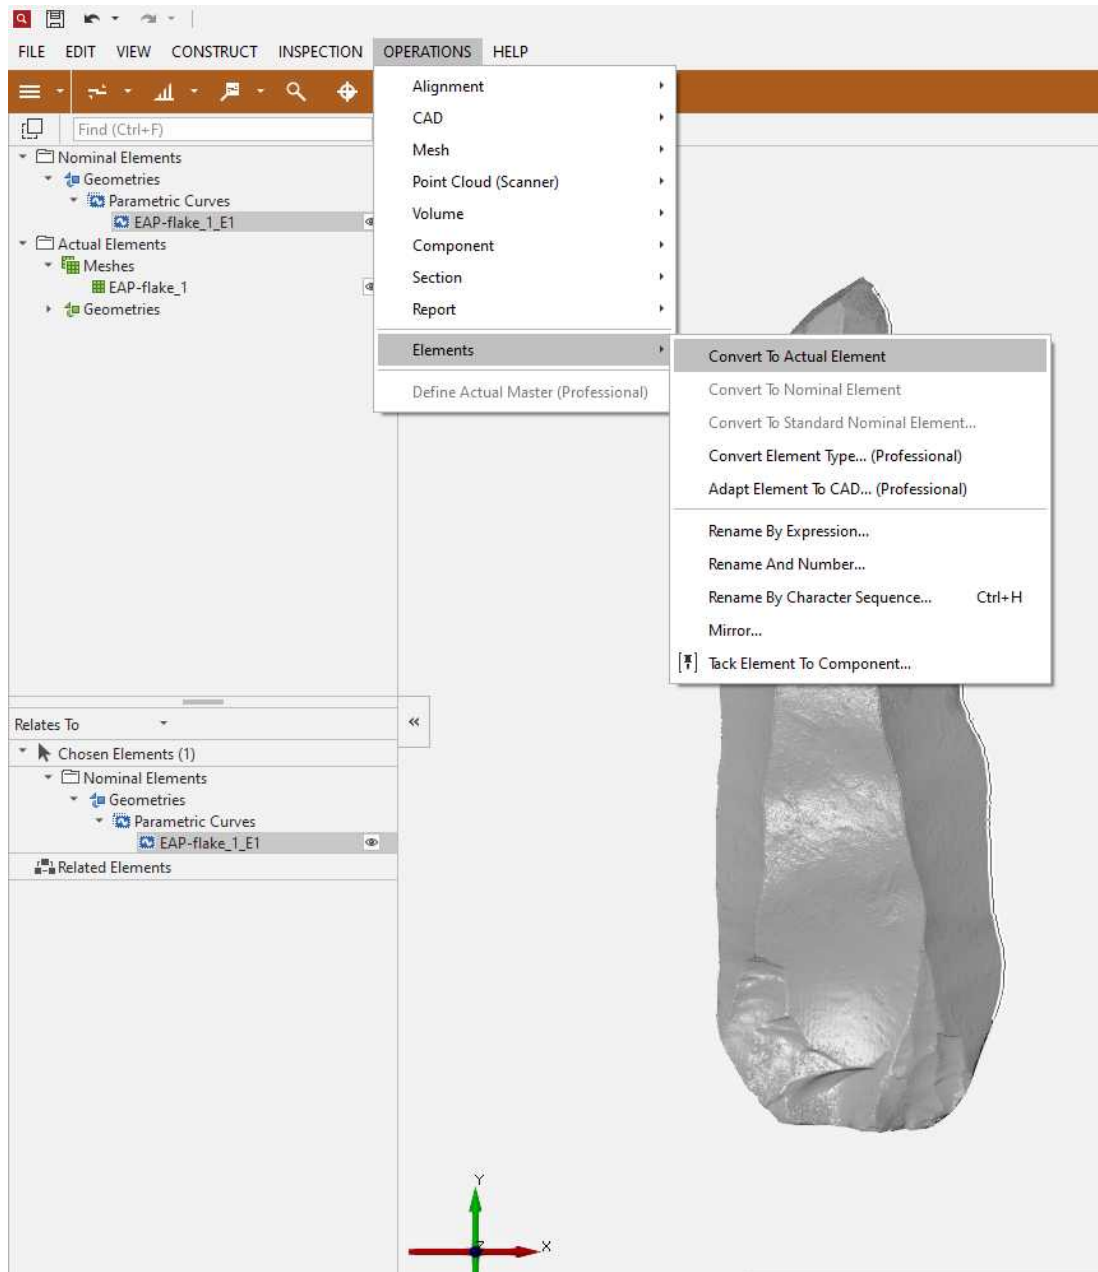 FILE EDIT VIEW CONSTRUCT INSPECTION OPERATIONS HELP
Find (Ctrl+F)
Nominal Elements
Geometries
Parametric Curves
EAP-flake_1_E1
Actual Elements
Meshes
EAP-flake_1
Geometries
Alignment
CAD
Mesh
Point Cloud (Scanner)
Volume
Component
Section
Report
Elements
Define Actual Master (Professional)
Convert To Actual Element
Convert To Nominal Element
Convert To Standard Nominal Element...
Convert Element Type... (Professional)
Adapt Element To CAD... (Professional)
Rename By Expression...
Rename And Number...
Rename By Character Sequence... Ctrl+H
Mirror...
Tack Element To Component...
Relates To
Chosen Elements (1)
Nominal Elements
Geometries
Parametric Curves
EAP-flake_1_E1
Related Elements
Y
Z
X